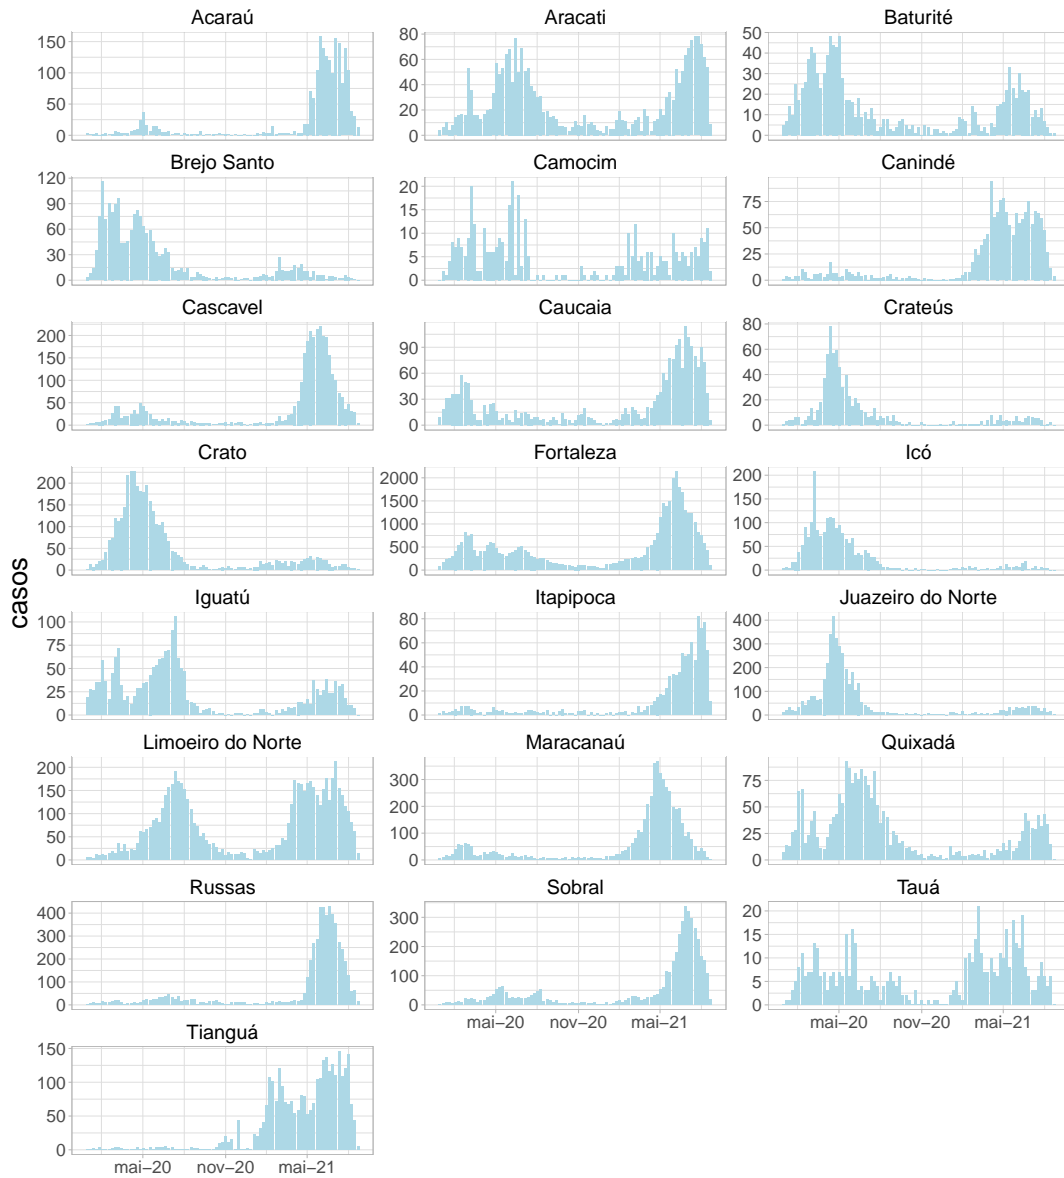 Acaraú Aracati Baturité
150 80 50
100 60 40
50 40 30
0 20 20
0 10
0
Brejo Santo Camocim Canindé
120 20 75
90 15 50
60 10 25
30 5 0
0 0
Cascavel Caucaia Crateús
200 90 80
150 60 60
100 30 40
50 0 20
0 0
Crato Fortaleza Icó
200 2000 200
150 1500 150
100 1000 100
50 500 50
0 0 0
casos
Iguatú Itapipoca Juazeiro do Norte
100 80 400
75 60 300
50 40 200
25 20 100
0 0 0
Limoeiro do Norte Maracanaú Quixadá
200 300 75
150 200 50
100 100 25
50 0 0
0
Russas Sobral Tauá
400 300 20
300 200 15
200 100 10
100 0 5
0 0
mai−20 nov−20 mai−21 mai−20 nov−20 mai−21
Tianguá
150
100
50
0
mai−20 nov−20 mai−21